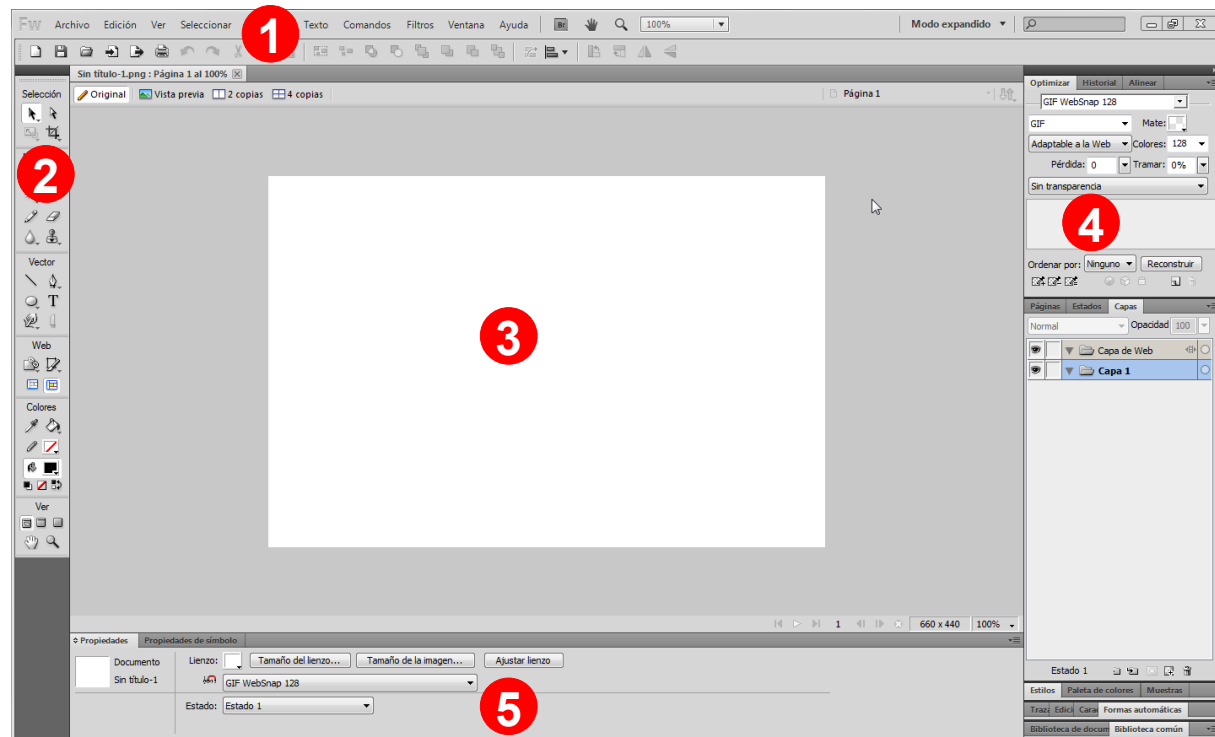 Fw Archivo Edición Ver Seleccionar Texto Comandos Filtros Ventana Ayuda Br 100% Modo expandido
1
Sin título-1.png : Página 1 al 100%
Original Vista previa 2 copias 4 copias Página 1
Selección
2
Vector
T
Web
Colores
Ver
3
Optimizar Historial Alinear
GIF WebSnap 128
GIF Mate:
Adaptable a la Web Colores: 128
Pérdida: 0 Tramar: 0%
Sin transparencia
4
Ordenar por: Ninguno Reconstruir
Páginas Estados Capas
Normal Opacidad 100
Capa de Web
Capa 1
Estado 1
Estilos Paleta de colores Muestras
Formas automáticas
Biblioteca de docum Biblioteca común
1 660 x 440 100%
Propiedades Propiedades de símbolo
Documento Lienzo: Tamaño del lienzo... Tamaño de la imagen... Ajustar lienzo
Sin título-1 GIF WebSnap 128
Estado: Estado 1
5